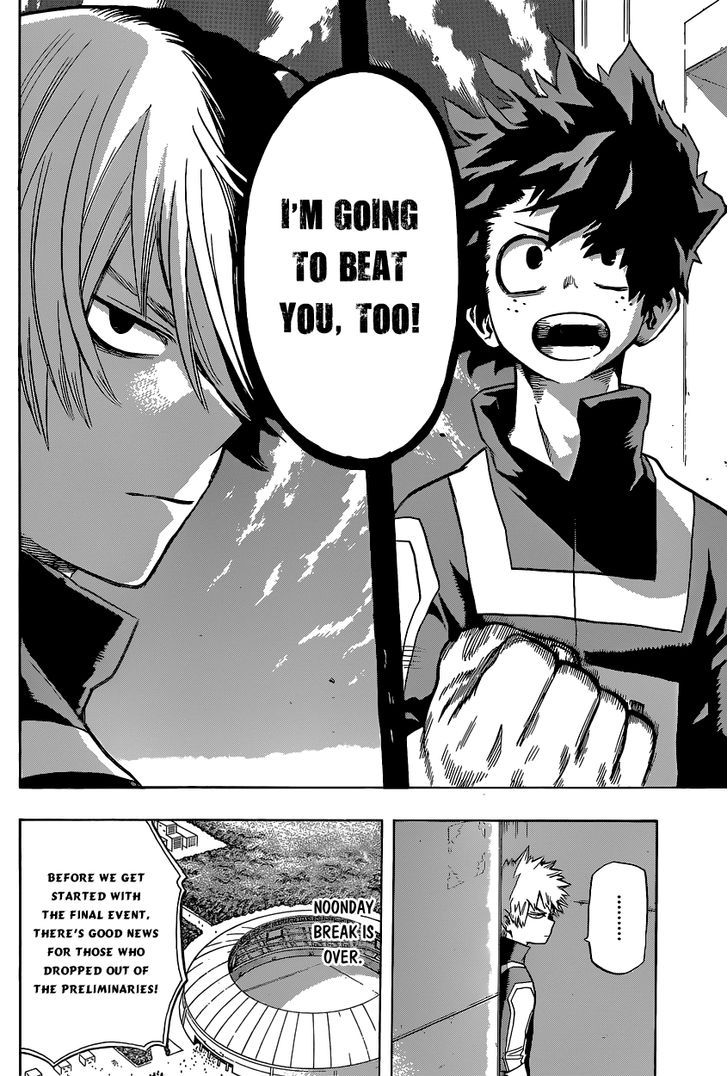 I'M GOING
TO BEAT
YOU, TOO!
.........
NOONDAY
BREAK IS
OVER.
BEFORE WE GET
STARTED WITH
THE FINAL EVENT,
THERE'S GOOD NEWS
FOR THOSE WHO
DROPPED OUT OF
THE PRELIMINARIES!